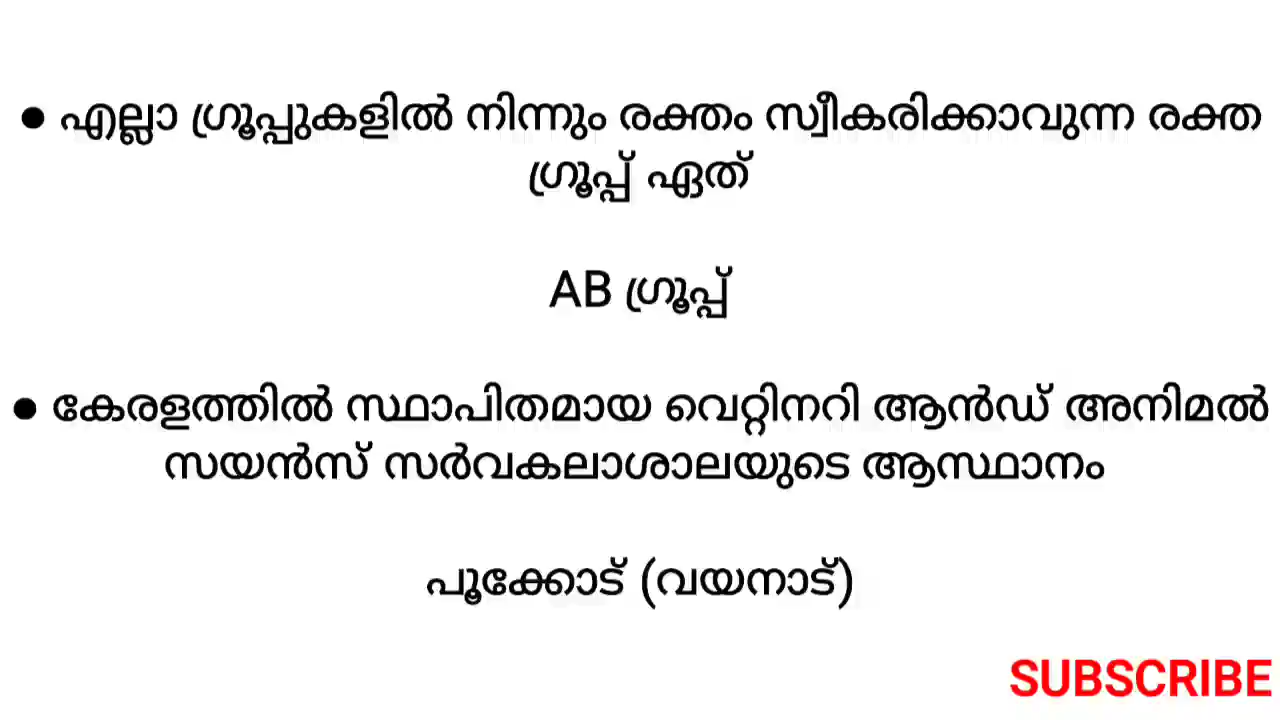 ● എല്ലാ ഗ്രൂപ്പുകളിൽ നിന്നും രക്തം സ്വീകരിക്കാവുന്ന രക്ത
ഗ്രൂപ്പ് ഏത്
AB ഗ്രൂപ്പ്
● കേരളത്തിൽ സ്ഥാപിതമായ വെറ്റിനറി ആൻഡ് അനിമൽ
സയൻസ് സർവകലാശാലയുടെ ആസ്ഥാനം
പൂക്കോട് (വയനാട്)
SUBSCRIBE